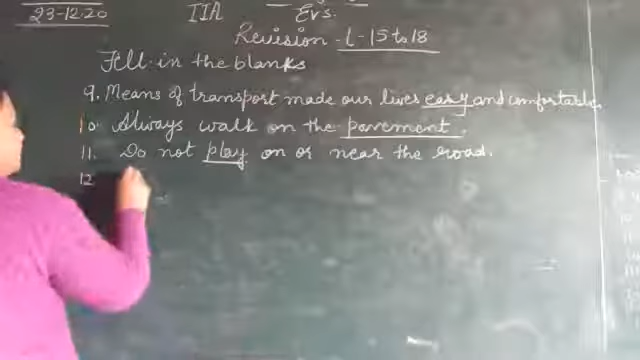 23-12-20 IIA Evs.
Revision - L - 15 to 18
Fill in the blanks
9. Means of transport made our lives easy and comfortable.
10. Always walk on the pavement.
11. Do not play on or near the road.
12